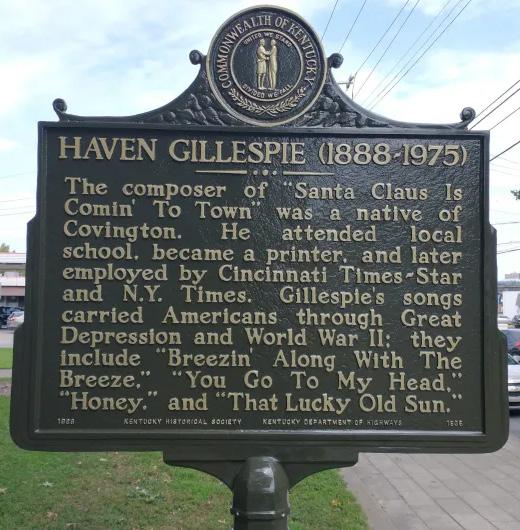 COMMONWEALTH OF KENTUCKY
UNITED WE STAND
DIVIDED WE FALL
HAVEN GILLESPIE (1888-1975)
The composer of "Santa Claus Is
Comin' To Town" was a native of
Covington. He attended local
school, became a printer, and later
employed by Cincinnati Times-Star
and N.Y. Times. Gillespie's songs
carried Americans through Great
Depression and World War II; they
include "Breezin' Along With The
Breeze," "You Go To My Head,"
"Honey," and "That Lucky Old Sun."
KENTUCKY HISTORICAL SOCIETY KENTUCKY DEPARTMENT OF HIGHWAYS